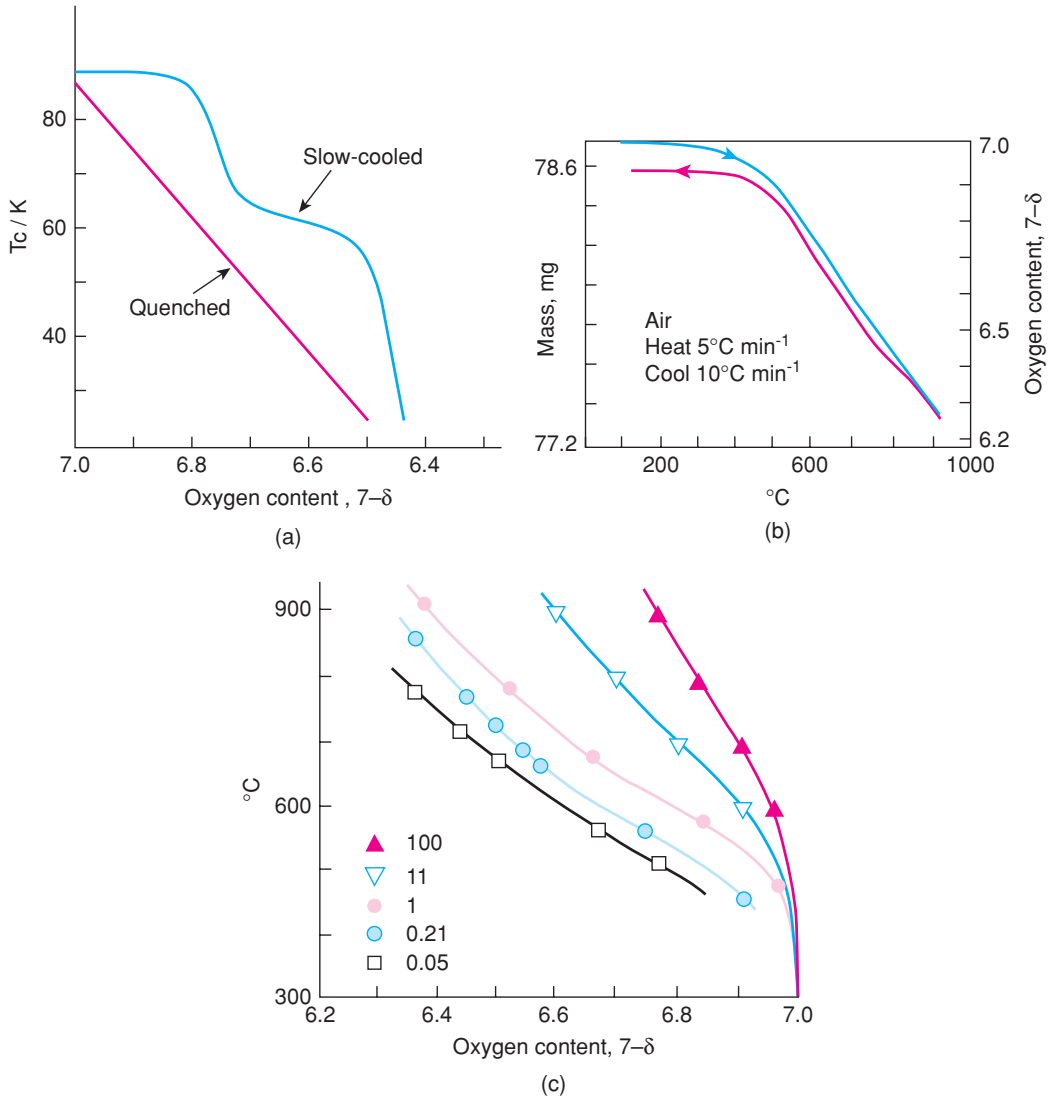 Tc / K
80
60
40
Slow-cooled
Quenched
7.0 6.8 6.6 6.4
Oxygen content , 7–δ
(a)
Mass, mg
78.6
77.2
Air
Heat 5°C min-1
Cool 10°C min-1
7.0
6.5
6.2
Oxygen content, 7–δ
200 600 1000
°C
(b)
°C
900
600
300
100
11
1
0.21
0.05
6.2 6.4 6.6 6.8 7.0
Oxygen content, 7–δ
(c)